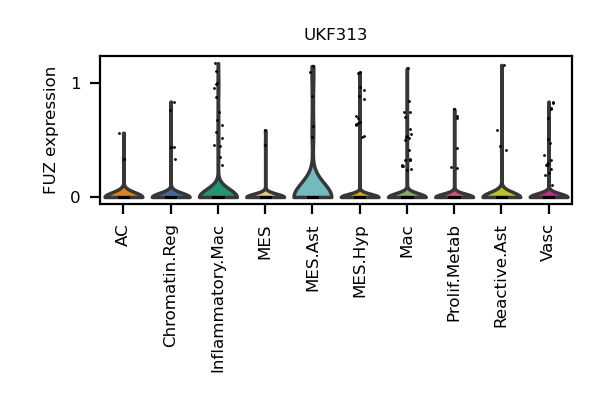 UKF313
FUZ expression
1
0
AC
Chromatin.Reg
Inflammatory.Mac
MES
MES.Ast
MES.Hyp
Mac
Prolif.Metab
Reactive.Ast
Vasc